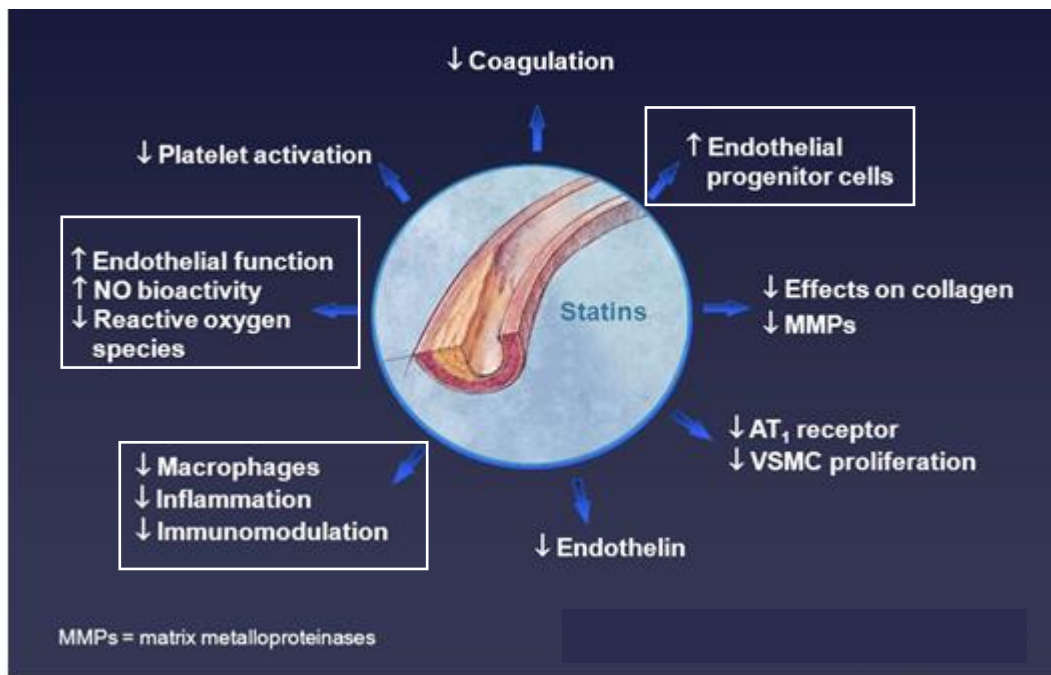 ↓ Coagulation
↓ Platelet activation
↑ Endothelial
progenitor cells
↑ Endothelial function
↑ NO bioactivity
↓ Reactive oxygen
species
Statins
↓ Effects on collagen
↓ MMPs
↓ AT₁ receptor
↓ VSMC proliferation
↓ Macrophages
↓ Inflammation
↓ Immunomodulation
↓ Endothelin
MMPs = matrix metalloproteinases